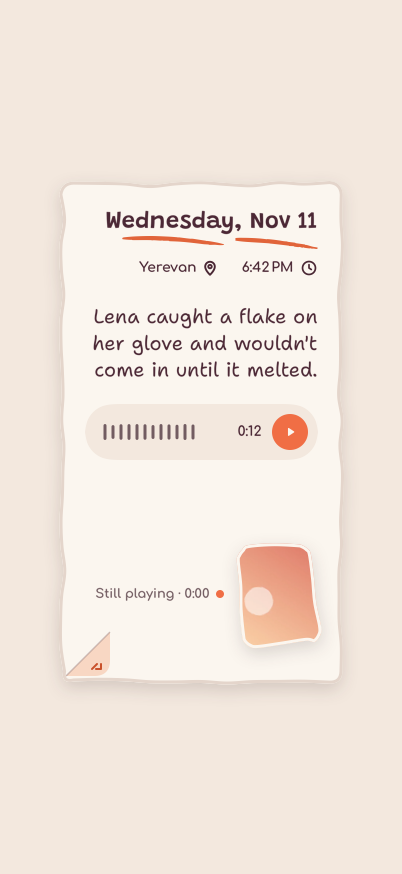 Wednesday, Nov 11
Yerevan
6:42 PM
Lena caught a flake on
her glove and wouldn't
come in until it melted.
0:12
Still playing · 0:00